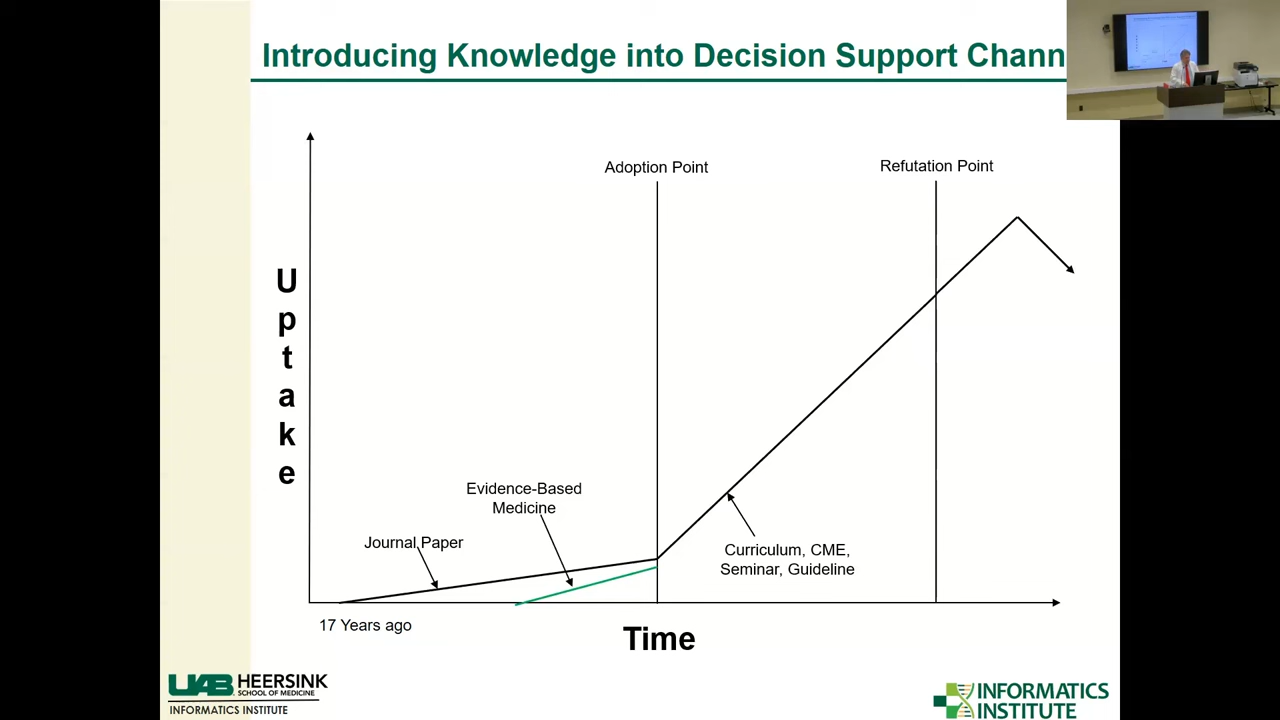 Introducing Knowledge into Decision Support Chann
Adoption Point
Refutation Point
Uptake
Evidence-Based
Medicine
Journal Paper
Curriculum, CME,
Seminar, Guideline
17 Years ago
Time
UAB HEERSINK
SCHOOL OF MEDICINE
INFORMATICS INSTITUTE
INFORMATICS
INSTITUTE